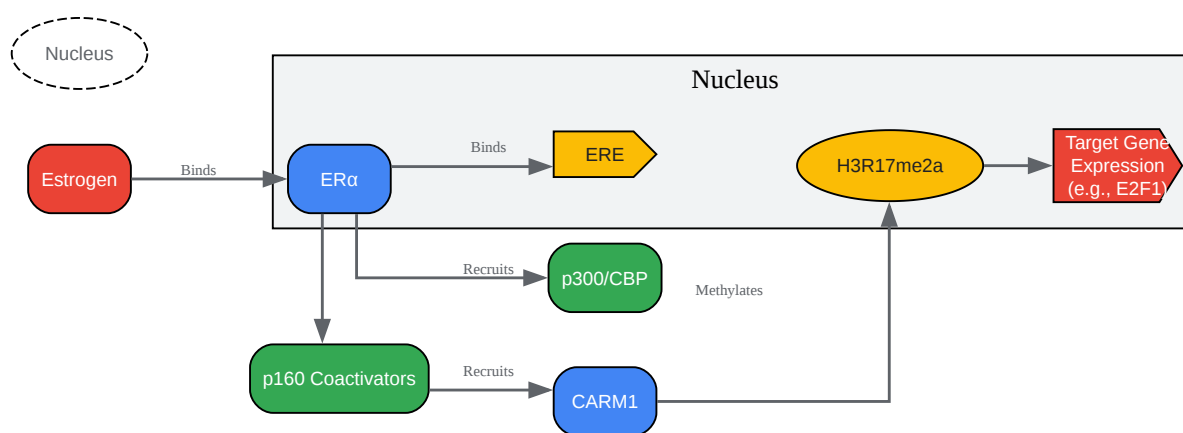 Nucleus
Nucleus
Estrogen
Binds
ERα
Binds
ERE
H3R17me2a
Target Gene
Expression
(e.g., E2F1)
Recruits
p300/CBP
Methylates
p160 Coactivators
Recruits
CARM1